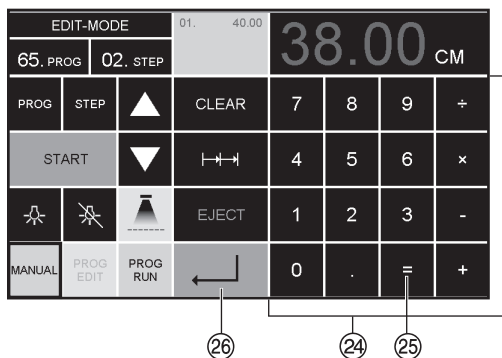 EDIT-MODE
65. PROG 02. STEP
01. 40.00
38.00 CM
PROG STEP CLEAR 7 8 9 ÷
START 4 5 6 ×
EJECT 1 2 3 -
MANUAL PROG EDIT PROG RUN 0 . = +
26 24 25